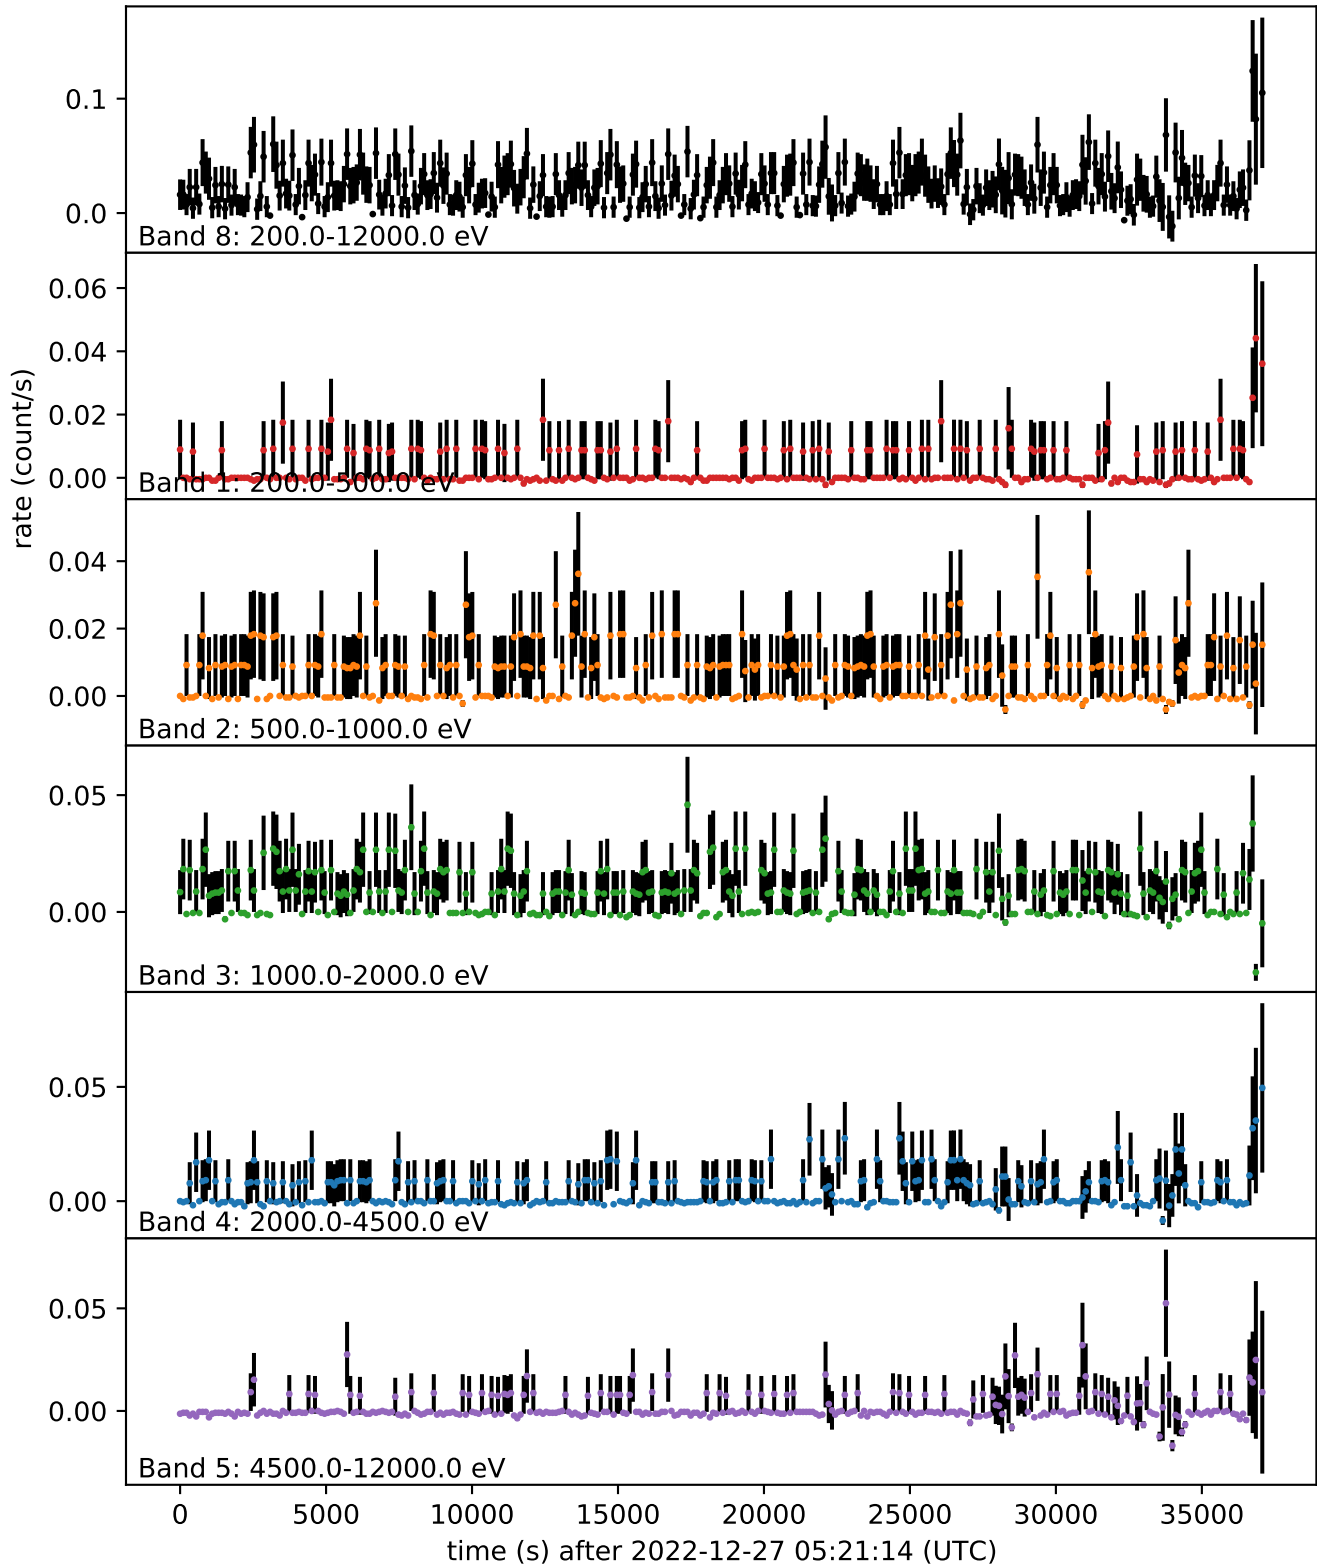 0.1
0.0
Band 8: 200.0-12000.0 eV
0.06
0.04
0.02
0.00
Band 1: 200.0-500.0 eV
rate (count/s)
0.04
0.02
0.00
Band 2: 500.0-1000.0 eV
0.05
0.00
Band 3: 1000.0-2000.0 eV
0.05
0.00
Band 4: 2000.0-4500.0 eV
0.05
0.00
Band 5: 4500.0-12000.0 eV
0 5000 10000 15000 20000 25000 30000 35000
time (s) after 2022-12-27 05:21:14 (UTC)